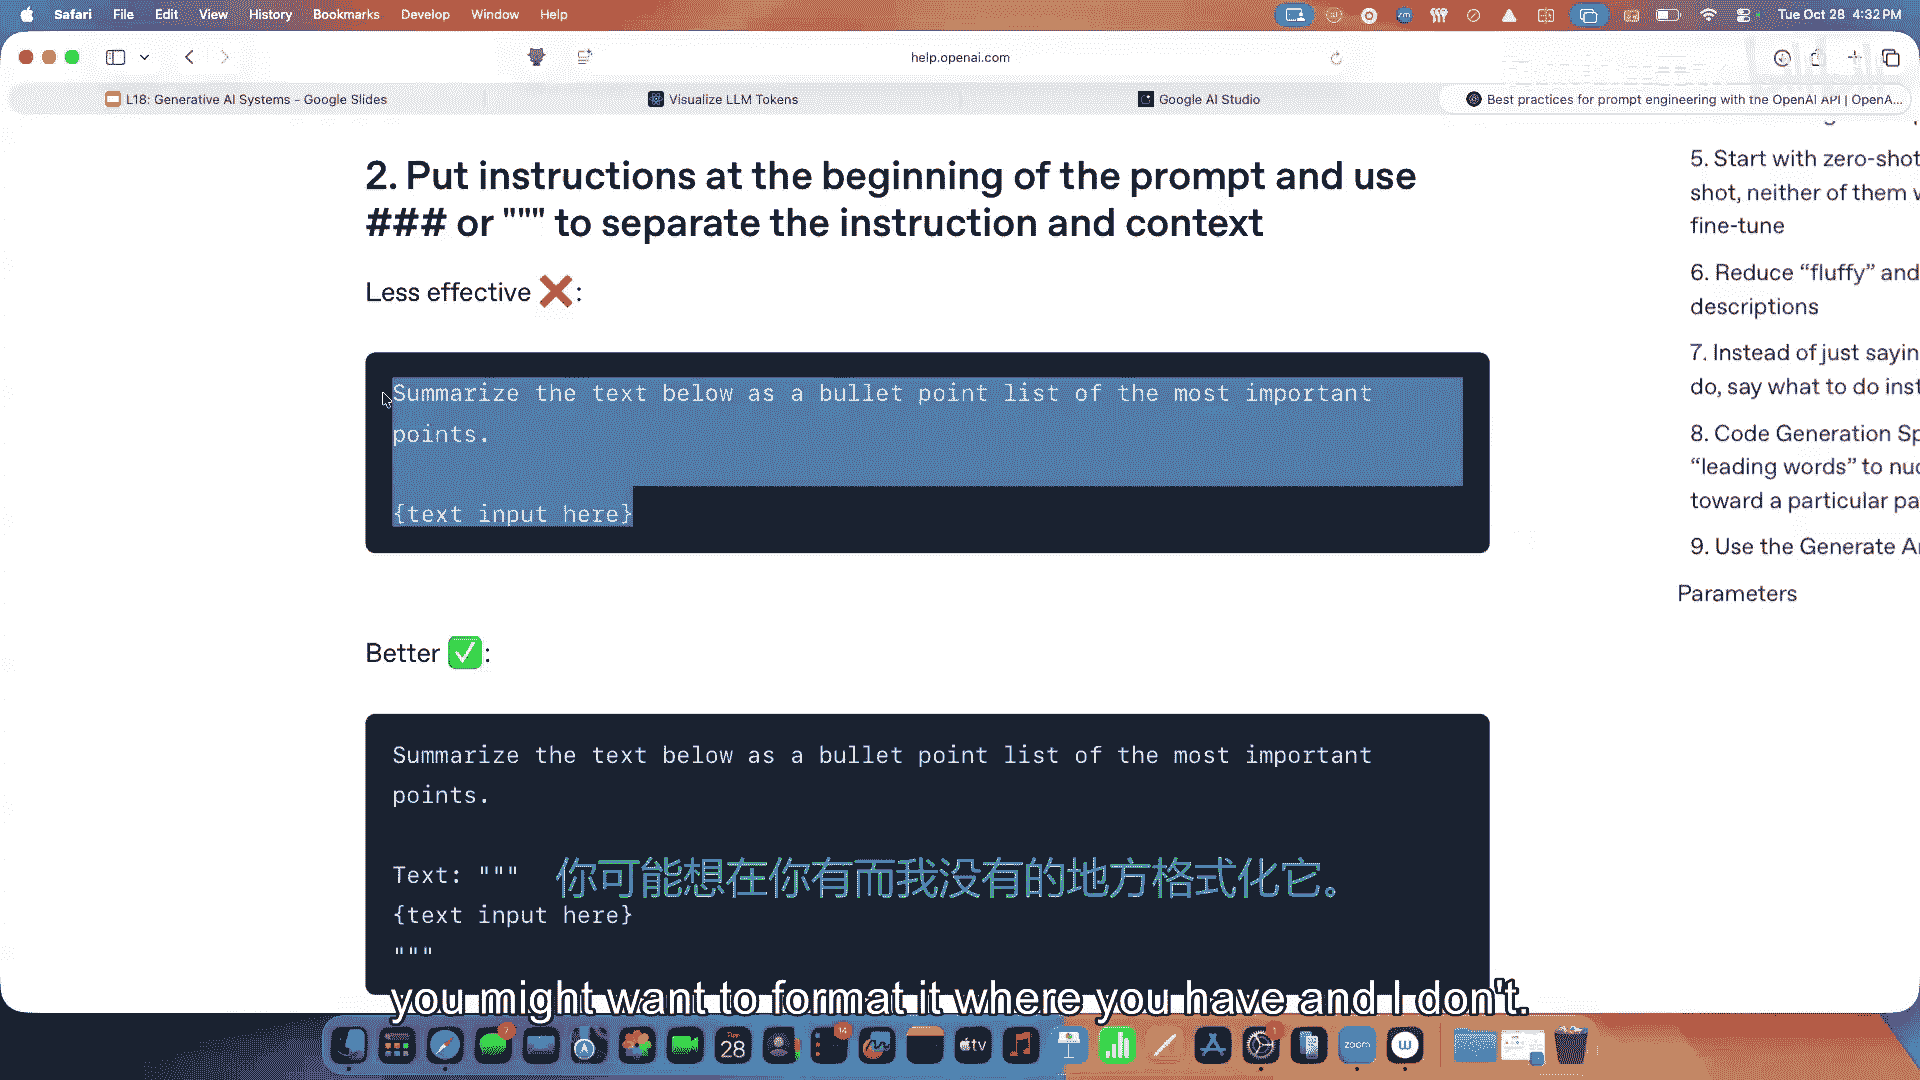 Safari File Edit View History Bookmarks Develop Window Help
Tue Oct 28 4:32 PM
help.openai.com
L18: Generative AI Systems - Google Slides
Visualize LLM Tokens
Google AI Studio
Best practices for prompt engineering with the OpenAI API | OpenA...
2. Put instructions at the beginning of the prompt and use
### or """ to separate the instruction and context
Less effective ❌:
Summarize the text below as a bullet point list of the most important
points.
{text input here}
Better ✅:
Summarize the text below as a bullet point list of the most important
points.
Text: """
{text input here}
"""
你可能想在你有而我没有的地方格式化它。
you might want to format it where you have and I don't.
5. Start with zero-shot
shot, neither of them w
fine-tune
6. Reduce “fluffy” and
descriptions
7. Instead of just sayin
do, say what to do inst
8. Code Generation Sp
“leading words” to nud
toward a particular pa
9. Use the Generate An
Parameters
7
28
14
tv
1
zoom